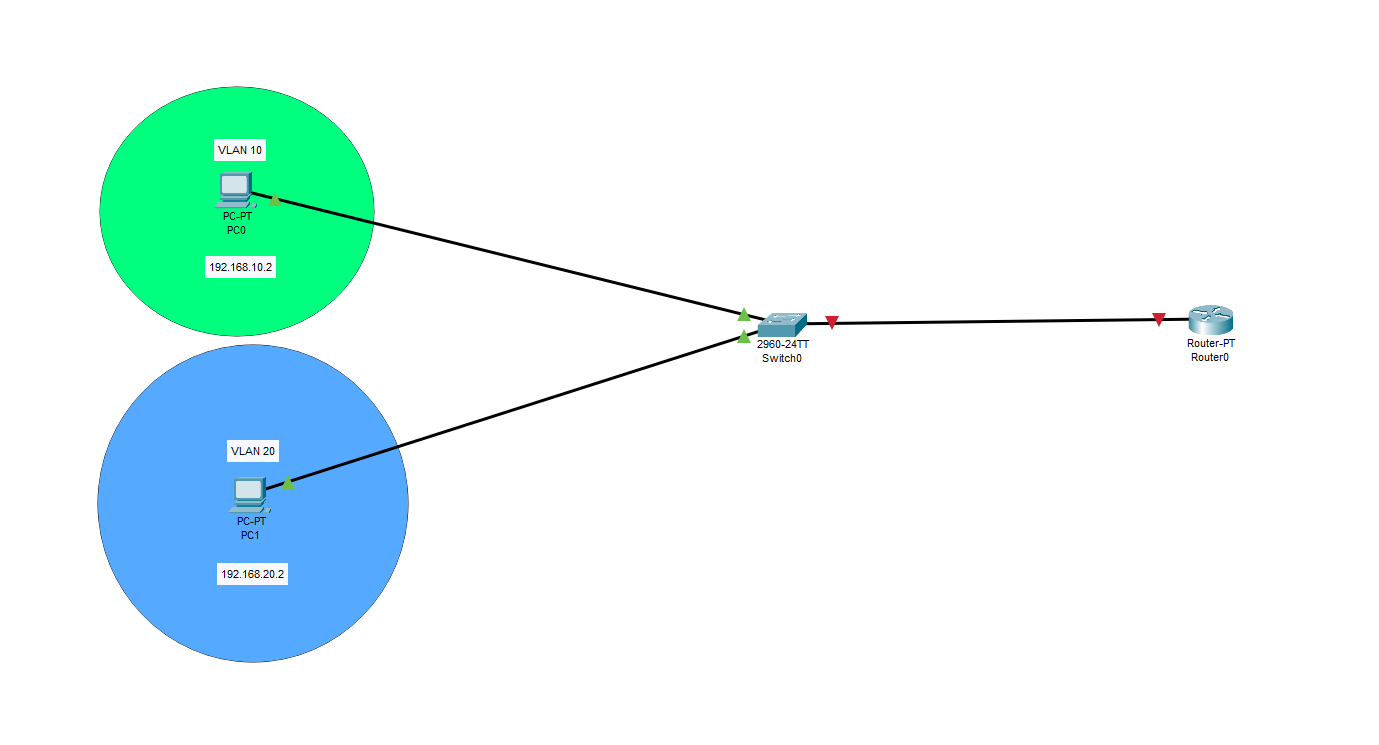 VLAN 10
PC-PT
PC0
192.168.10.2
2960-24TT
Switch0
Router-PT
Router0
VLAN 20
PC-PT
PC1
192.168.20.2